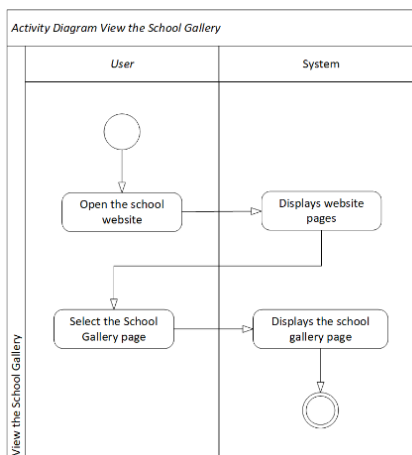 Activity Diagram View the School Gallery
User
System
Open the school
website
Displays website
pages
Select the School
Gallery page
Displays the school
gallery page
View the School Gallery